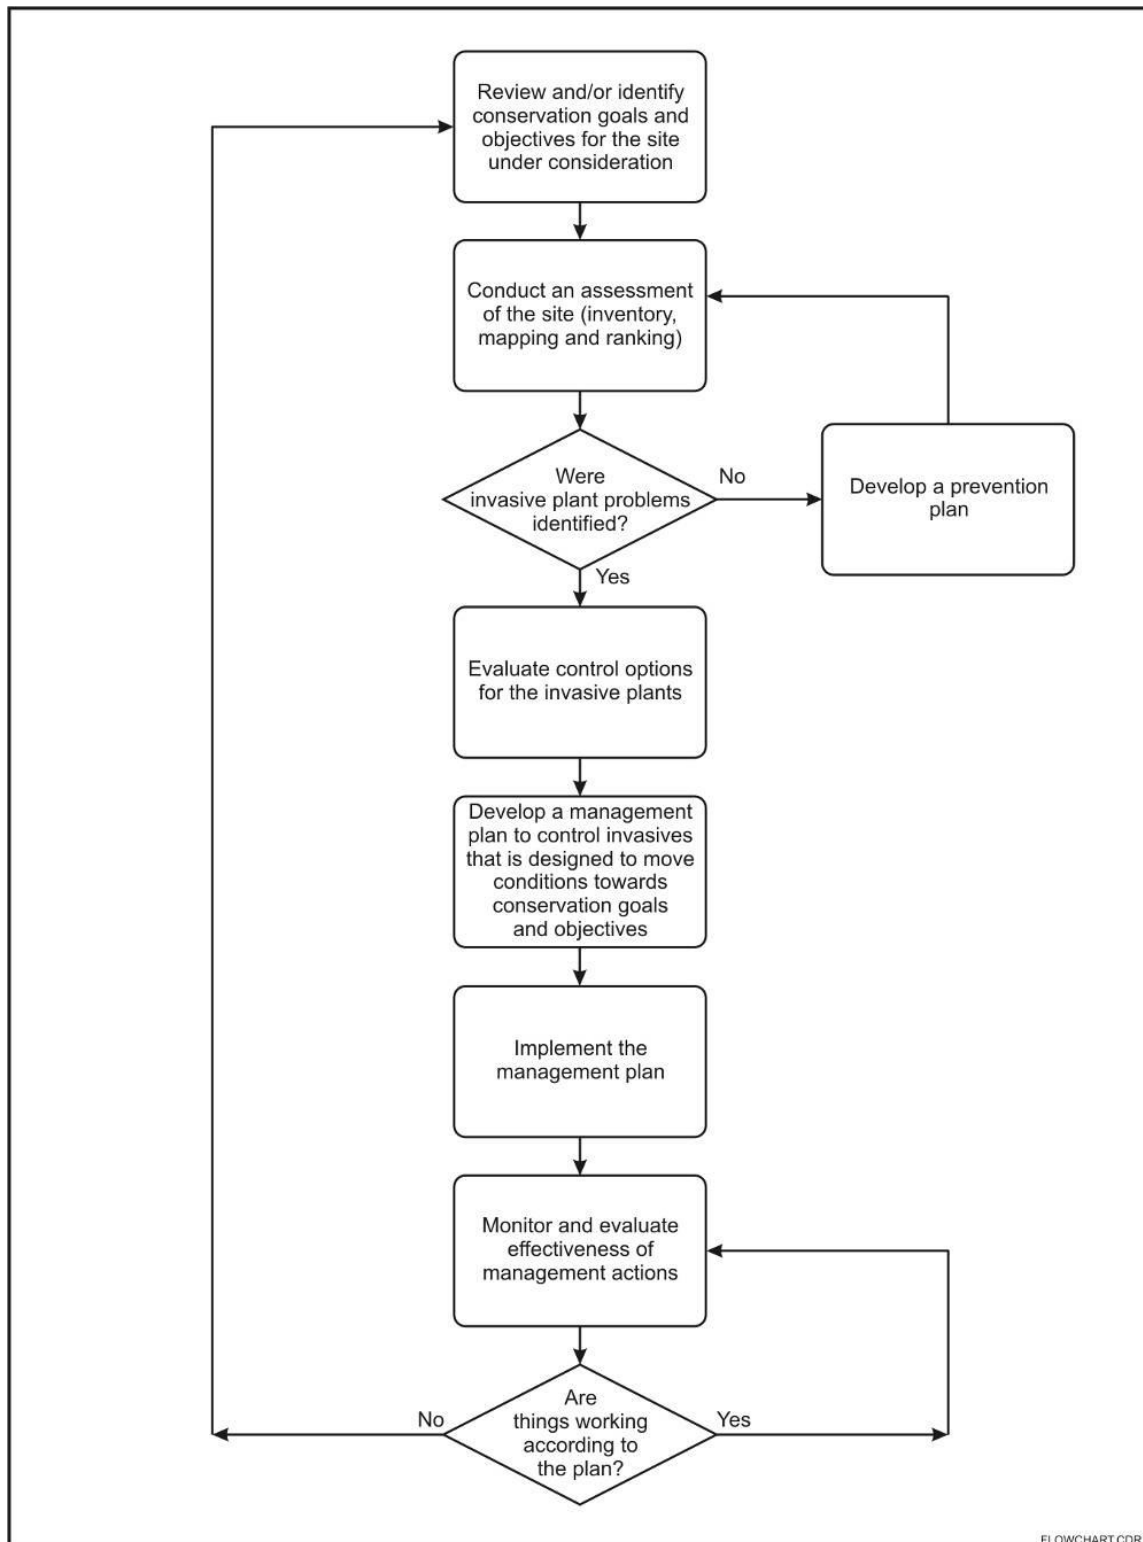 Review and/or identify
conservation goals and
objectives for the site
under consideration
Conduct an assessment
of the site (inventory,
mapping and ranking)
Were
invasive plant problems
identified?
No
Develop a prevention
plan
Yes
Evaluate control options
for the invasive plants
Develop a management
plan to control invasives
that is designed to move
conditions towards
conservation goals
and objectives
Implement the
management plan
Monitor and evaluate
effectiveness of
management actions
Are
things working
according to
the plan?
No
Yes
FLOWCHART.CDR